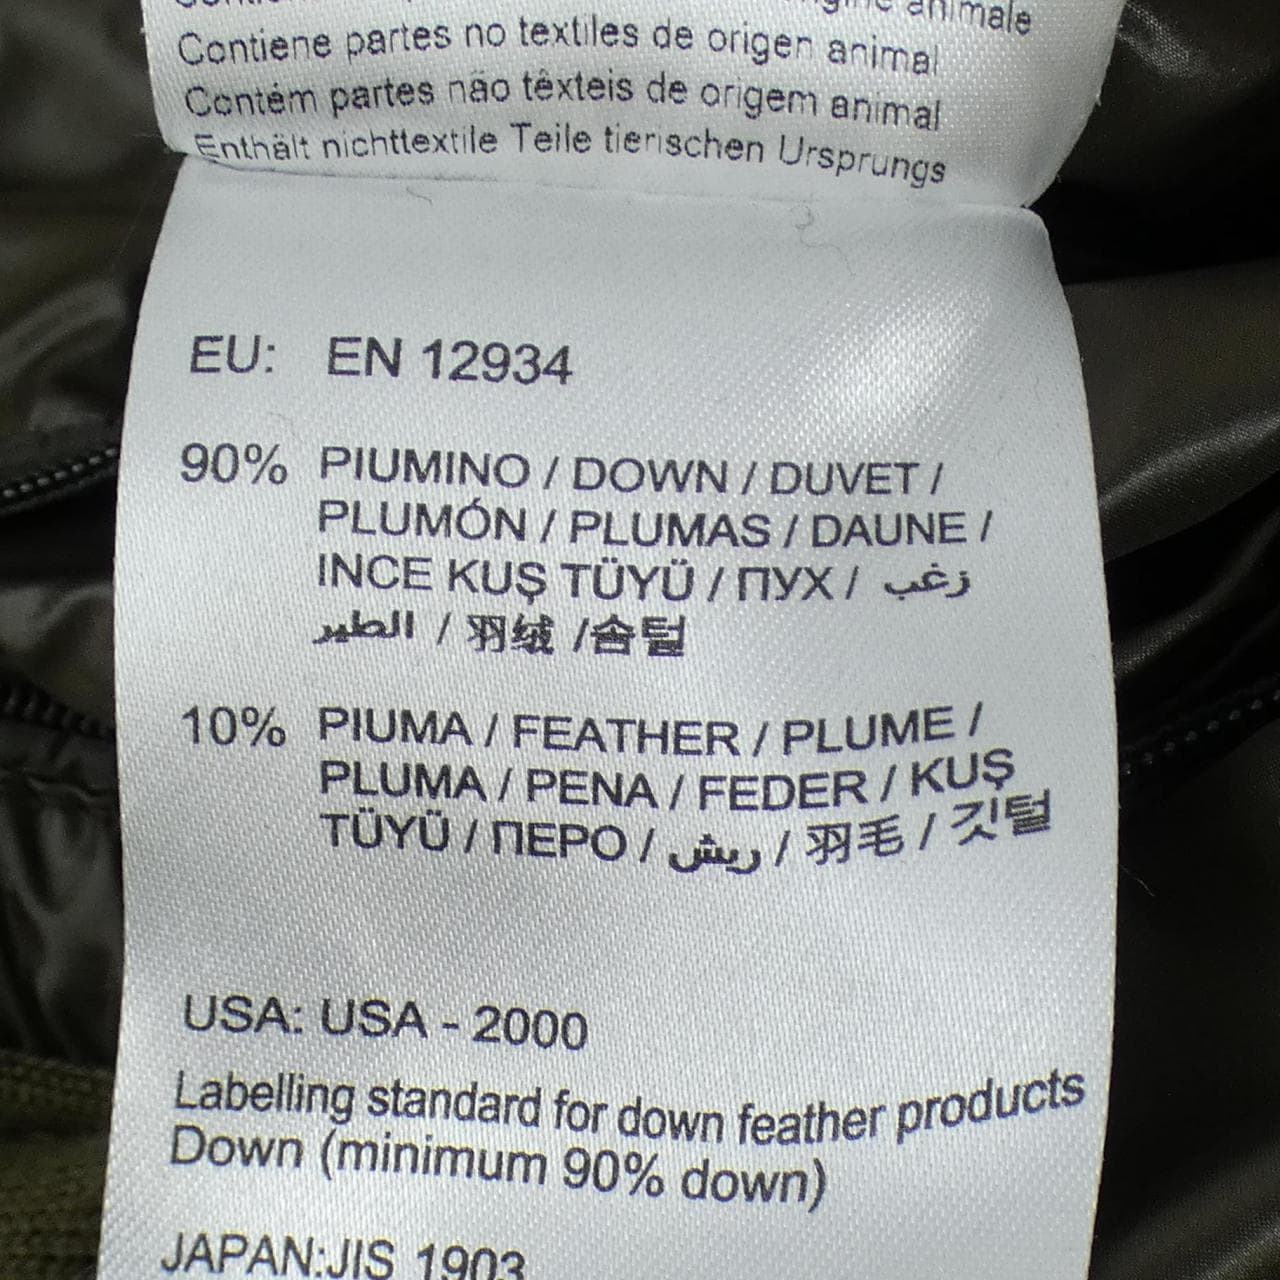 origine animale
Contiene partes no textiles de origen animal
Contém partes não têxteis de origem animal
Enthält nichttextile Teile tierischen Ursprungs
EU: EN 12934
90% PIUMINO / DOWN / DUVET /
PLUMÓN / PLUMAS / DAUNE /
INCE KUŞ TÜYÜ / ПУХ / زغب
الطير / 羽绒 /솜털
10% PIUMA / FEATHER / PLUME /
PLUMA / PENA / FEDER / KUŞ
TÜYÜ / ПЕРО / ريش / 羽毛 / 깃털
USA: USA - 2000
Labelling standard for down feather products
Down (minimum 90% down)
JAPAN:JIS 1903